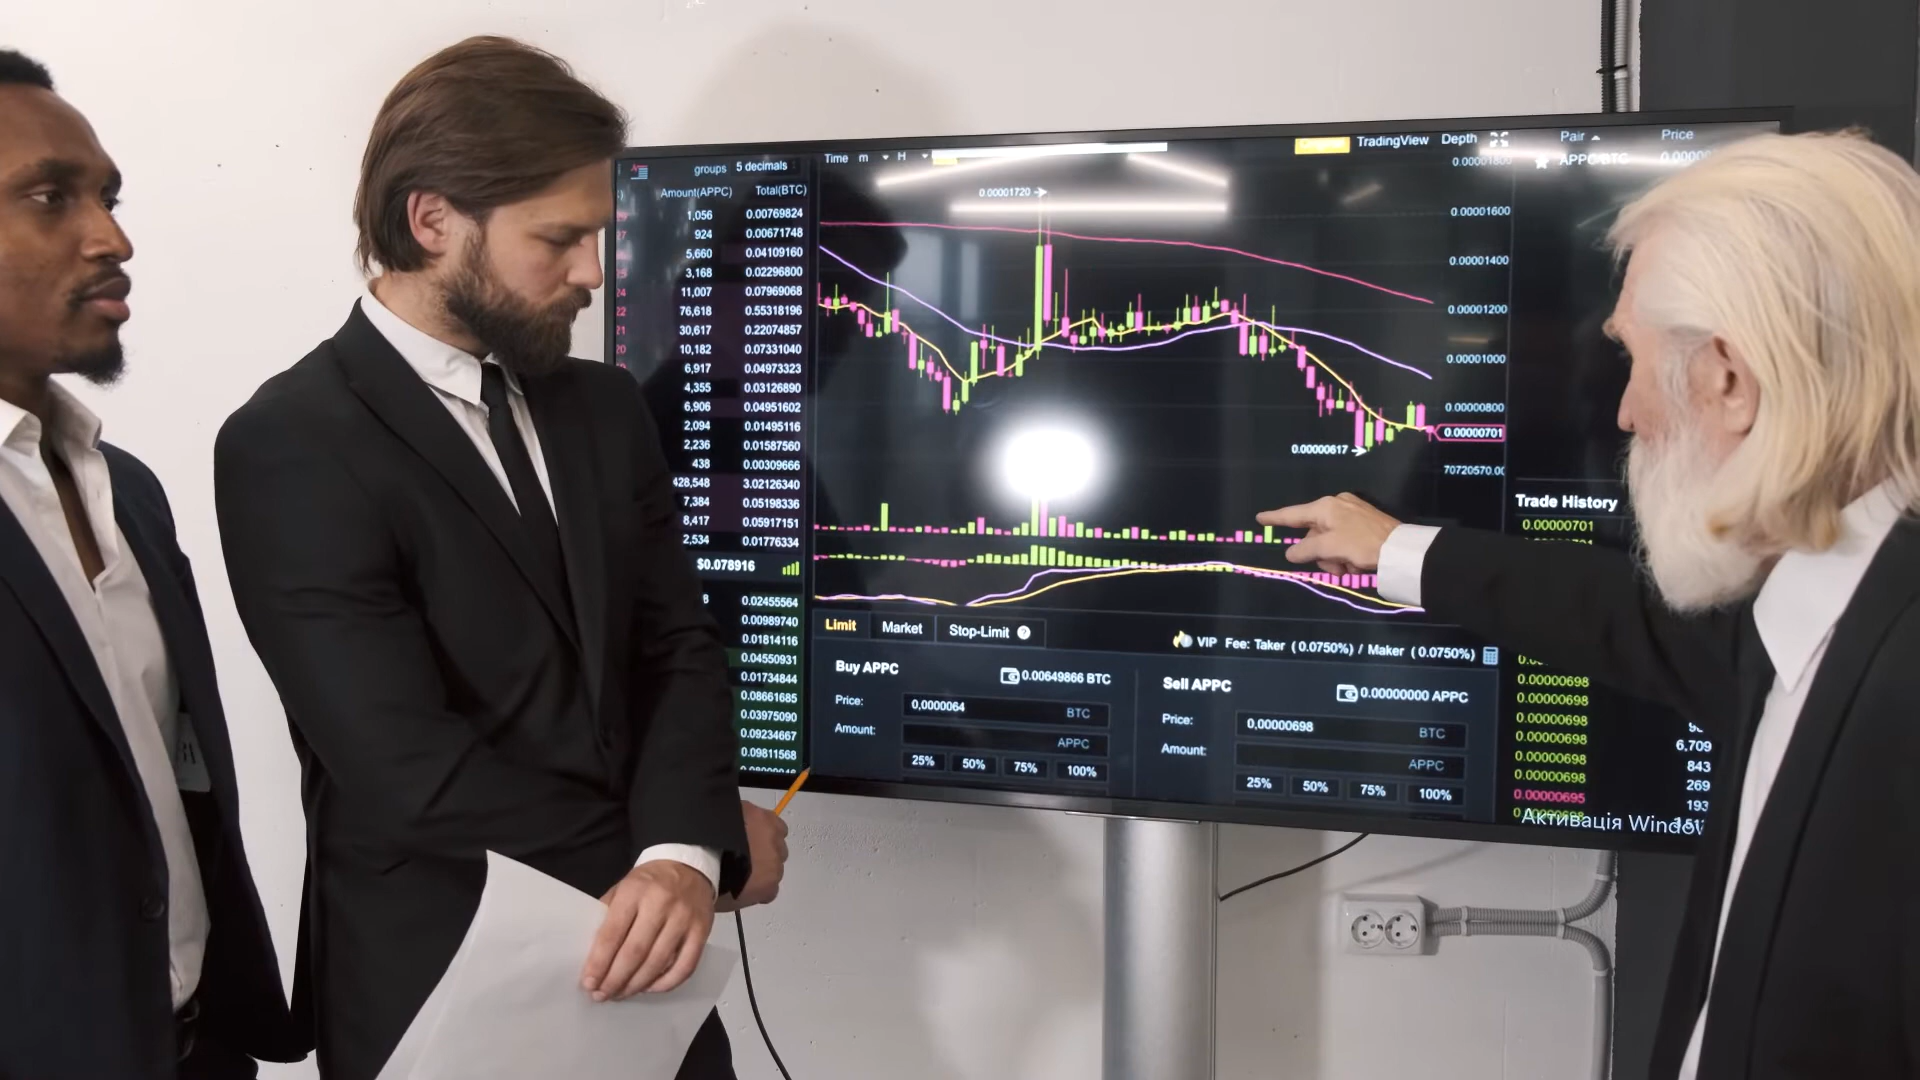 groups 5 decimals
Amount(APPC) Total(BTC)
1,056 0.00769824
924 0.00671748
5,660 0.04109160
3,168 0.02296800
11,007 0.07969068
76,618 0.55318196
30,617 0.22074857
10,182 0.07331040
6,917 0.04973323
4,355 0.03126890
6,906 0.04951602
2,094 0.01495116
2,236 0.01587560
438 0.00309666
428,548 3.02126340
7,384 0.05198336
8,417 0.05917151
2,534 0.01776334
$0.078916
8 0.02455564
0.00989740
0.01814116
0.04550931
0.01734844
0.08661685
0.03975090
0.09234667
0.09811568
Time m H
TradingView Depth
0.00001720
0.00001800
0.00001600
0.00001400
0.00001200
0.00001000
0.00000800
0.00000701
0.00000617
70720570.00
Limit Market Stop-Limit ?
VIP Fee: Taker (0.0750%) / Maker (0.0750%)
Buy APPC 0.00649866 BTC
Price: 0,0000064 BTC
Amount: APPC
25% 50% 75% 100%
Sell APPC 0.00000000 APPC
Price: 0,00000698 BTC
Amount: APPC
25% 50% 75% 100%
Pair Price
APPC/BTC 0.0000
Trade History
0.00000701
0.00000698
0.00000698
0.00000698
0.00000698
0.00000698 6,709
0.00000698 843
0.00000695 269
193
Активація Windov